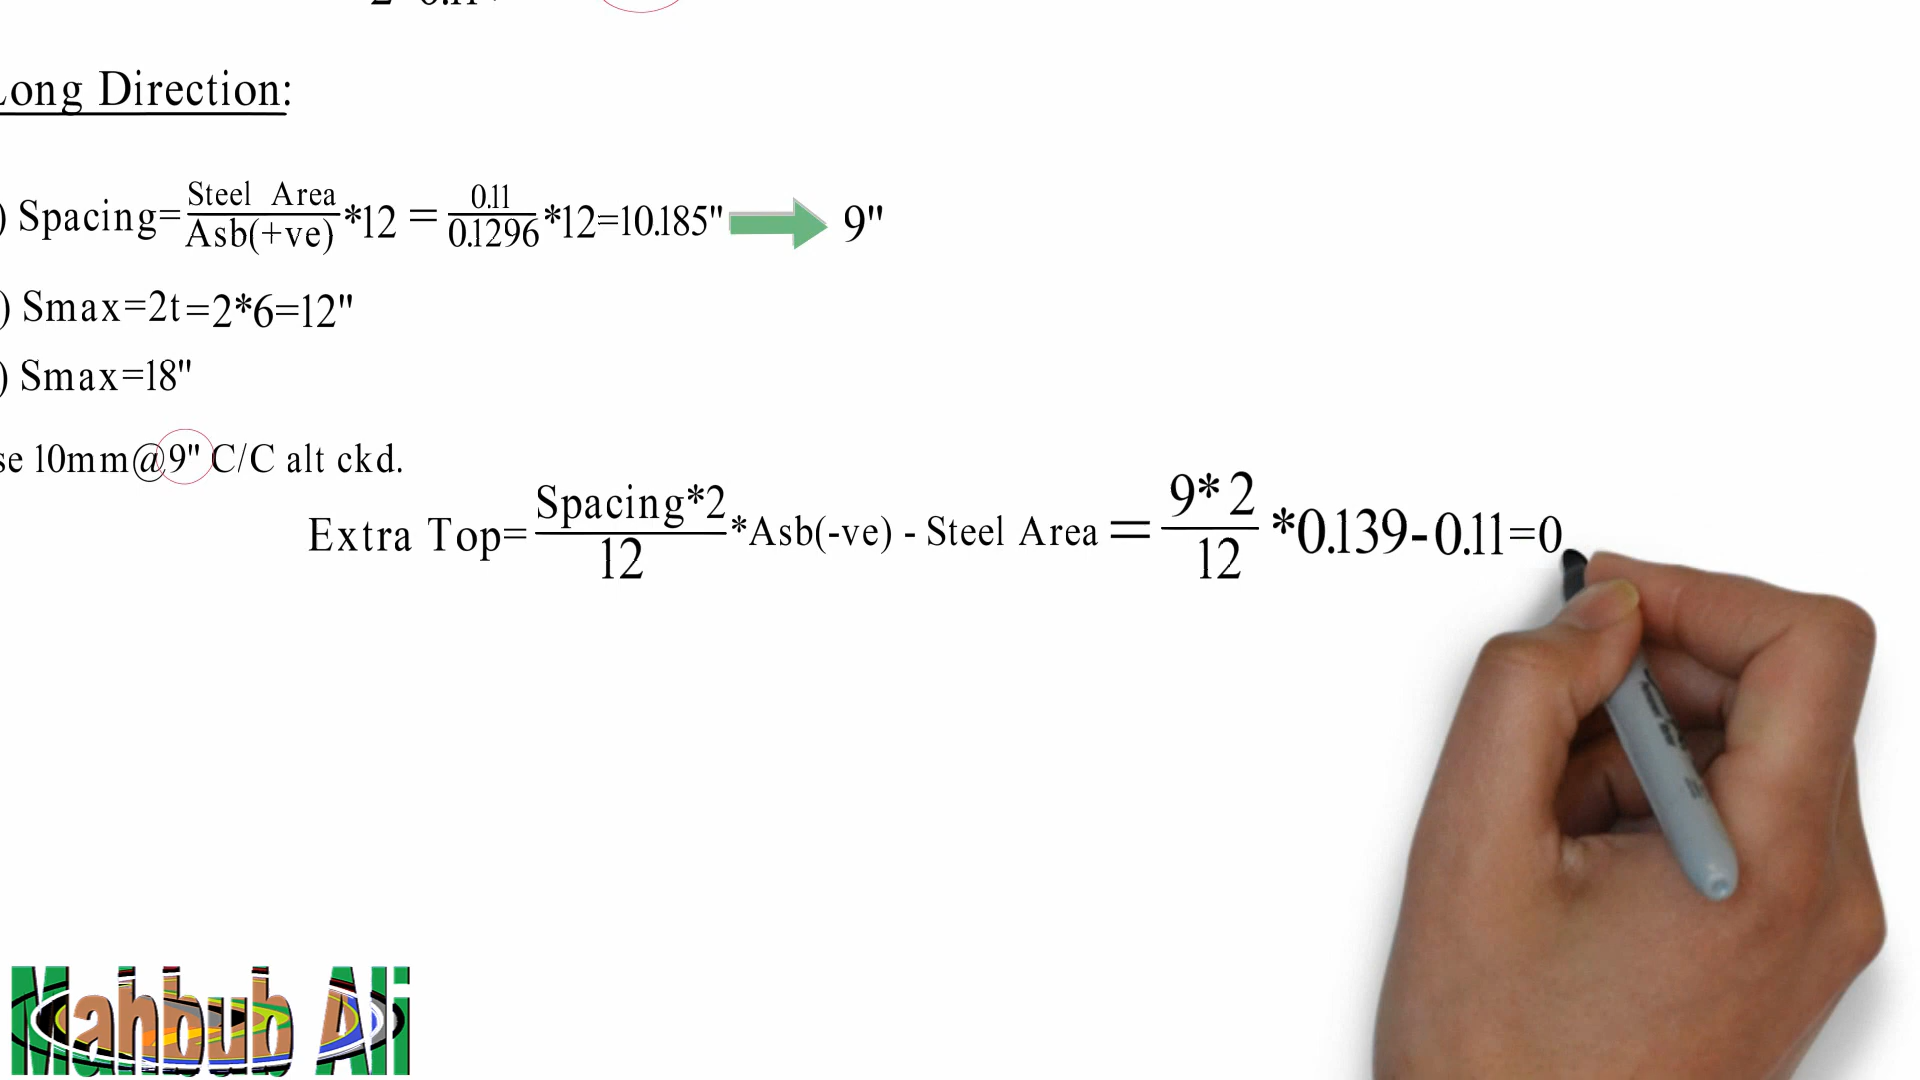 Long Direction:
) Spacing=Steel Area/Asb(+ve)*12 = 0.11/0.1296*12=10.185" 9"
) Smax=2t=2*6=12"
) Smax=18"
se 10mm@9" C/C alt ckd.
Extra Top=Spacing*2/12*Asb(-ve) - Steel Area = 9*2/12*0.139-0.11=0.
Mahbub Ali